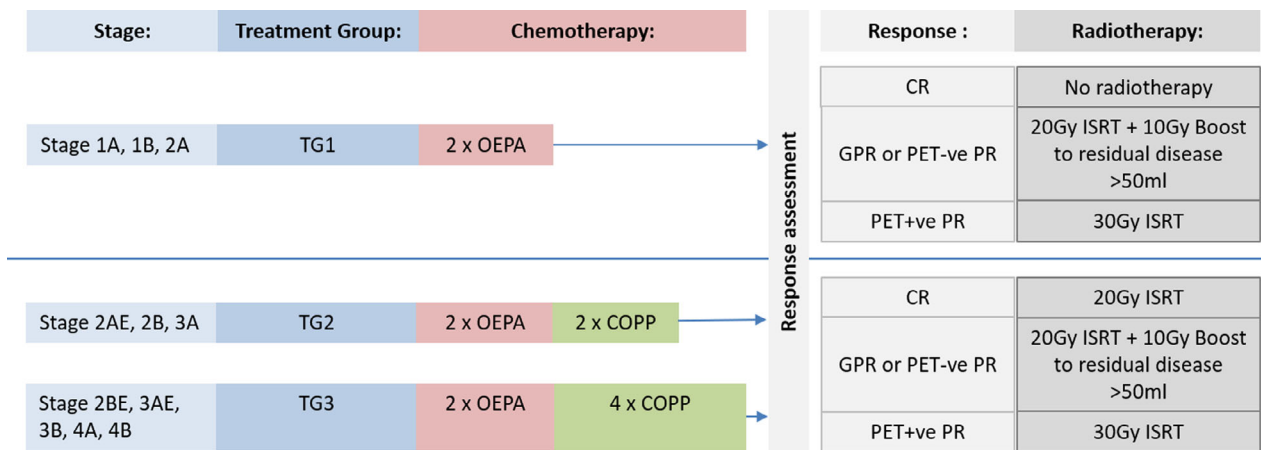 Stage:
Treatment Group:
Chemotherapy:
Response :
Radiotherapy:
Stage 1A, 1B, 2A
TG1
2 x OEPA
Response assessment
CR
No radiotherapy
GPR or PET-ve PR
20Gy ISRT + 10Gy Boost
to residual disease
>50ml
PET+ve PR
30Gy ISRT
Stage 2AE, 2B, 3A
TG2
2 x OEPA
2 x COPP
Stage 2BE, 3AE,
3B, 4A, 4B
TG3
2 x OEPA
4 x COPP
CR
20Gy ISRT
GPR or PET-ve PR
20Gy ISRT + 10Gy Boost
to residual disease
>50ml
PET+ve PR
30Gy ISRT